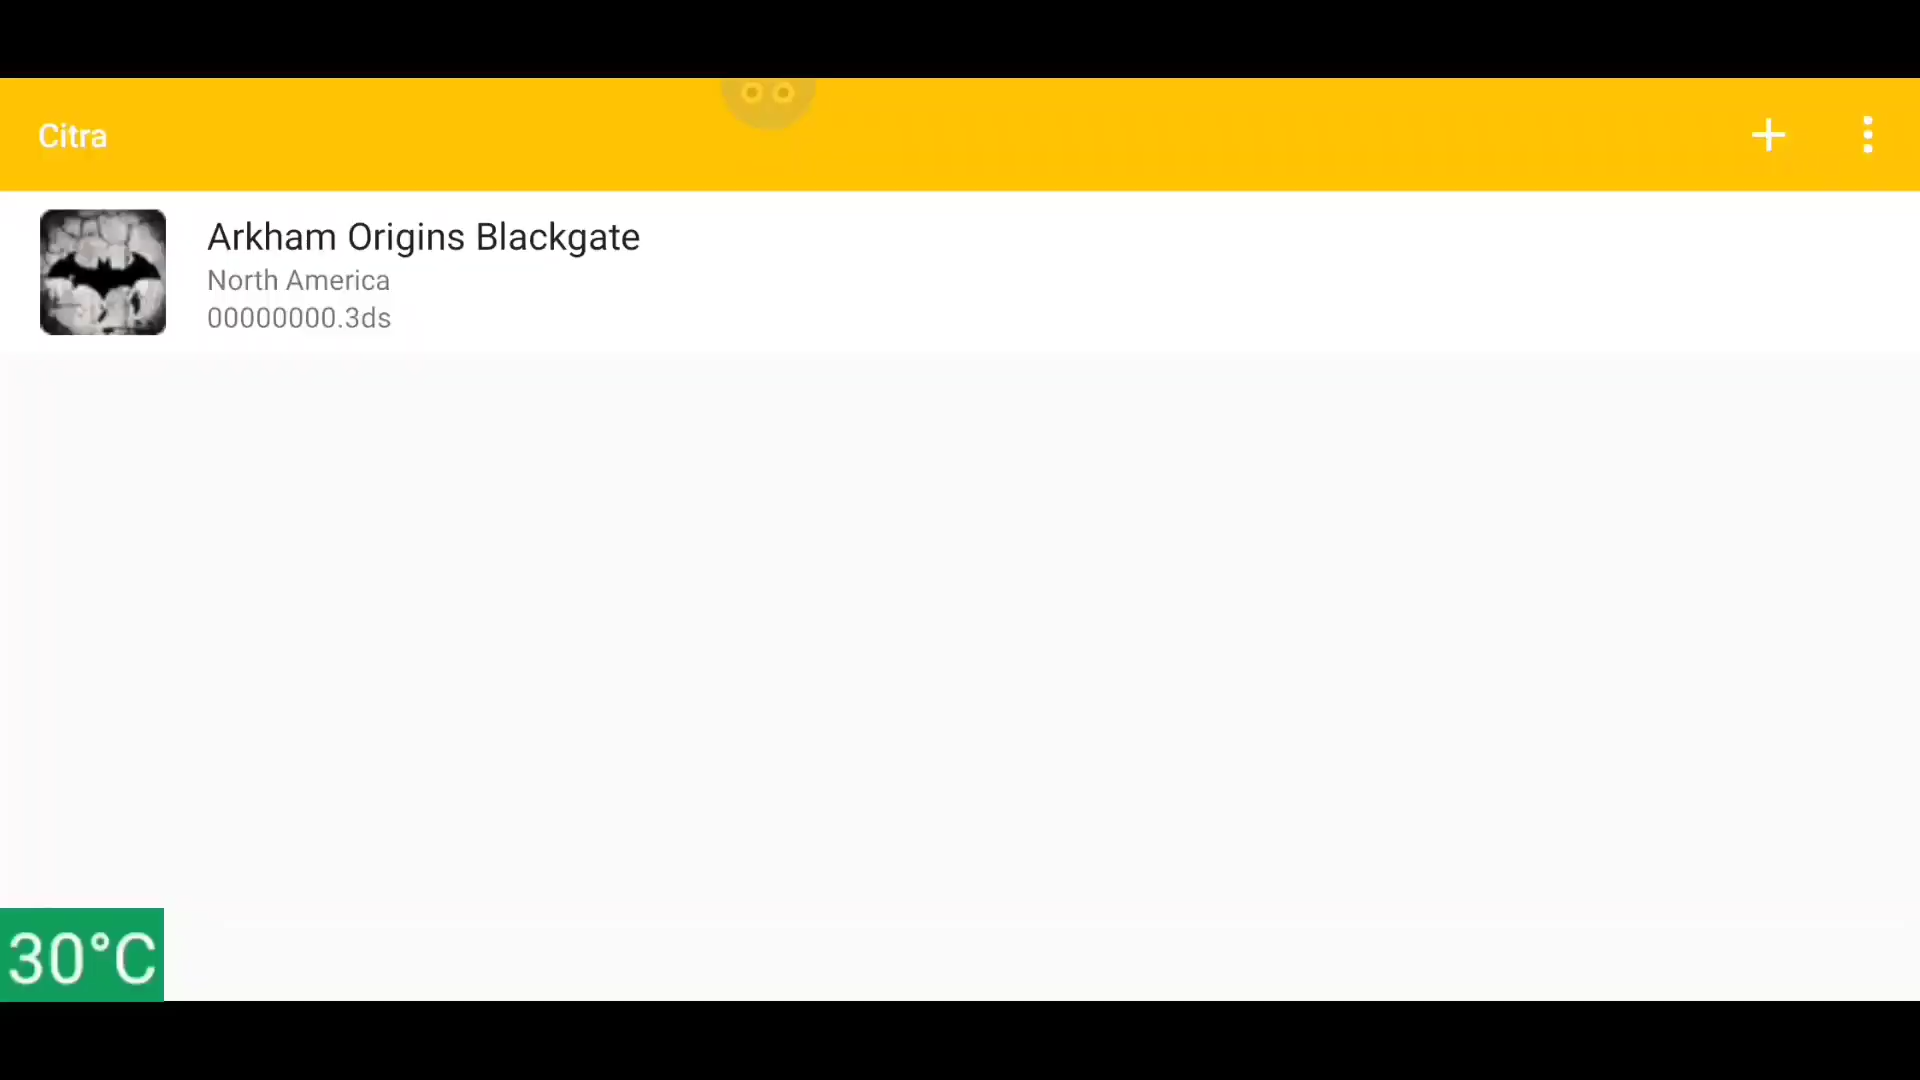 Citra
Arkham Origins Blackgate
North America
00000000.3ds
30°C